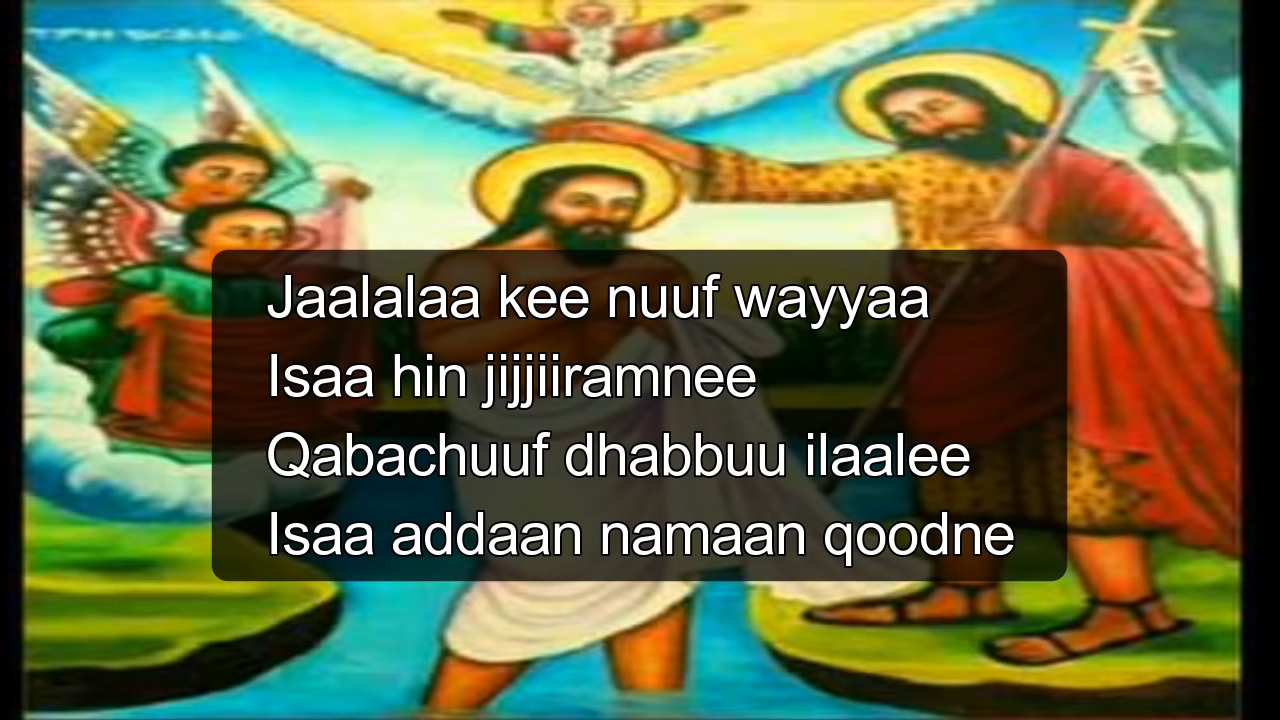 Jaalalaa kee nuuf wayyaa
Isaa hin jijjiiramnee
Qabachuuf dhabbuu ilaalee
Isaa addaan namaan qoodne